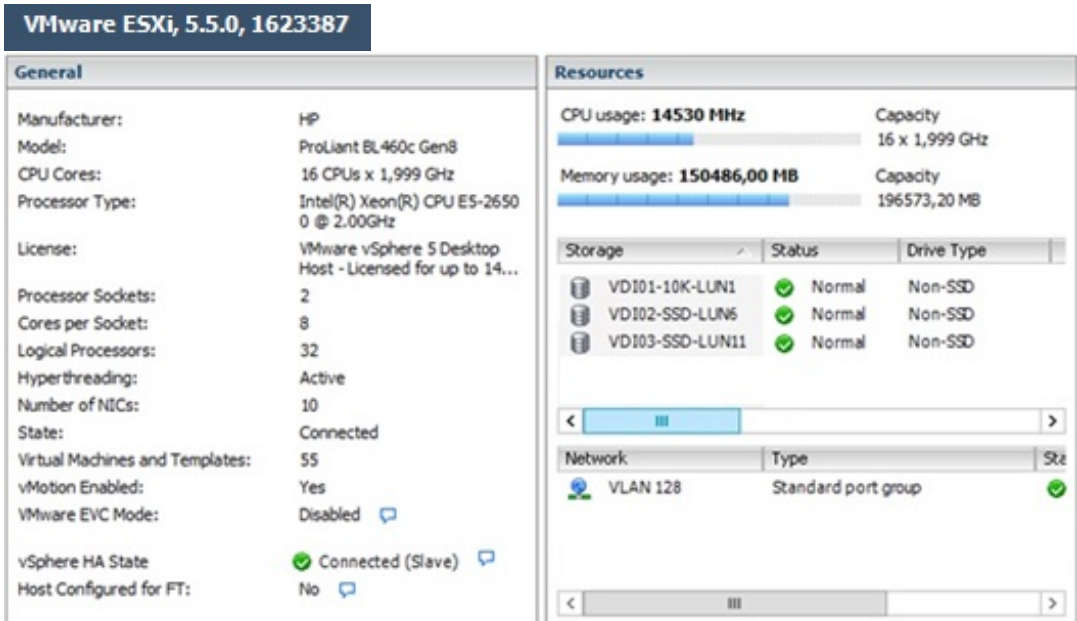 VMware ESXi, 5.5.0, 1623387
General
Manufacturer: HP
Model: ProLiant BL460c Gen8
CPU Cores: 16 CPUs x 1,999 GHz
Processor Type: Intel(R) Xeon(R) CPU E5-2650
0 @ 2.00GHz
License: VMware vSphere 5 Desktop
Host - Licensed for up to 14...
Processor Sockets: 2
Cores per Socket: 8
Logical Processors: 32
Hyperthreading: Active
Number of NICs: 10
State: Connected
Virtual Machines and Templates: 55
vMotion Enabled: Yes
VMware EVC Mode: Disabled
vSphere HA State Connected (Slave)
Host Configured for FT: No
Resources
CPU usage: 14530 MHz Capacity
16 x 1,999 GHz
Memory usage: 150486,00 MB Capacity
196573,20 MB
Storage Status Drive Type
VDI01-10K-LUN1 Normal Non-SSD
VDI02-SSD-LUN6 Normal Non-SSD
VDI03-SSD-LUN11 Normal Non-SSD
Network Type Sta
VLAN 128 Standard port group